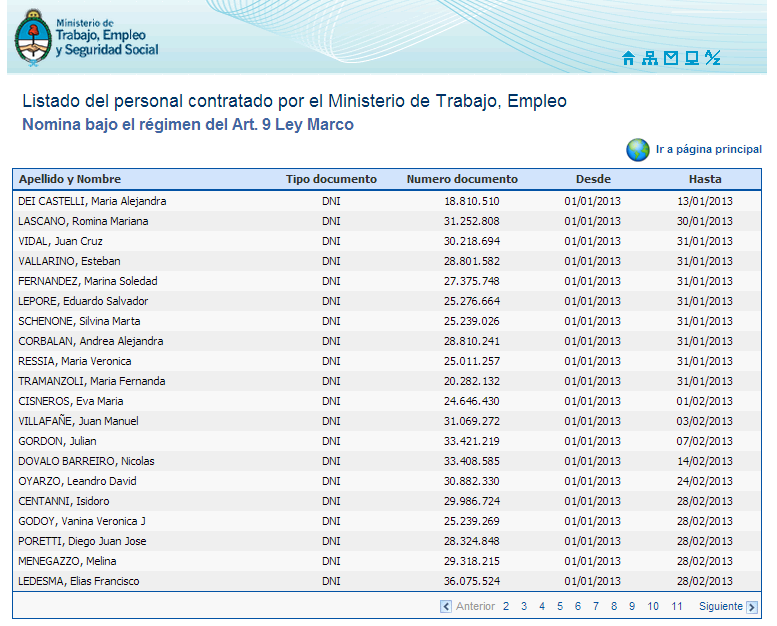 Ministerio de
Trabajo, Empleo
y Seguridad Social
Listado del personal contratado por el Ministerio de Trabajo, Empleo
Nomina bajo el régimen del Art. 9 Ley Marco
Ir a página principal
Apellido y Nombre Tipo documento Numero documento Desde Hasta
DEI CASTELLI, Maria Alejandra DNI 18.810.510 01/01/2013 13/01/2013
LASCANO, Romina Mariana DNI 31.252.808 01/01/2013 30/01/2013
VIDAL, Juan Cruz DNI 30.218.694 01/01/2013 31/01/2013
VALLARINO, Esteban DNI 28.801.582 01/01/2013 31/01/2013
FERNANDEZ, Marina Soledad DNI 27.375.748 01/01/2013 31/01/2013
LEPORE, Eduardo Salvador DNI 25.276.664 01/01/2013 31/01/2013
SCHENONE, Silvina Marta DNI 25.239.026 01/01/2013 31/01/2013
CORBALAN, Andrea Alejandra DNI 28.810.241 01/01/2013 31/01/2013
RESSIA, Maria Veronica DNI 25.011.257 01/01/2013 31/01/2013
TRAMANZOLI, Maria Fernanda DNI 20.282.132 01/01/2013 31/01/2013
CISNEROS, Eva Maria DNI 24.646.430 01/01/2013 01/02/2013
VILLAFAÑE, Juan Manuel DNI 31.069.272 01/01/2013 03/02/2013
GORDON, Julian DNI 33.421.219 01/01/2013 07/02/2013
DOVALO BARREIRO, Nicolas DNI 33.408.585 01/01/2013 14/02/2013
OYARZO, Leandro David DNI 30.882.330 01/01/2013 24/02/2013
CENTANNI, Isidoro DNI 29.986.724 01/01/2013 28/02/2013
GODOY, Vanina Veronica J DNI 25.239.269 01/01/2013 28/02/2013
PORETTI, Diego Juan Jose DNI 28.324.848 01/01/2013 28/02/2013
MENEGAZZO, Melina DNI 29.318.215 01/01/2013 28/02/2013
LEDESMA, Elias Francisco DNI 36.075.524 01/01/2013 28/02/2013
Anterior 2 3 4 5 6 7 8 9 10 11 Siguiente